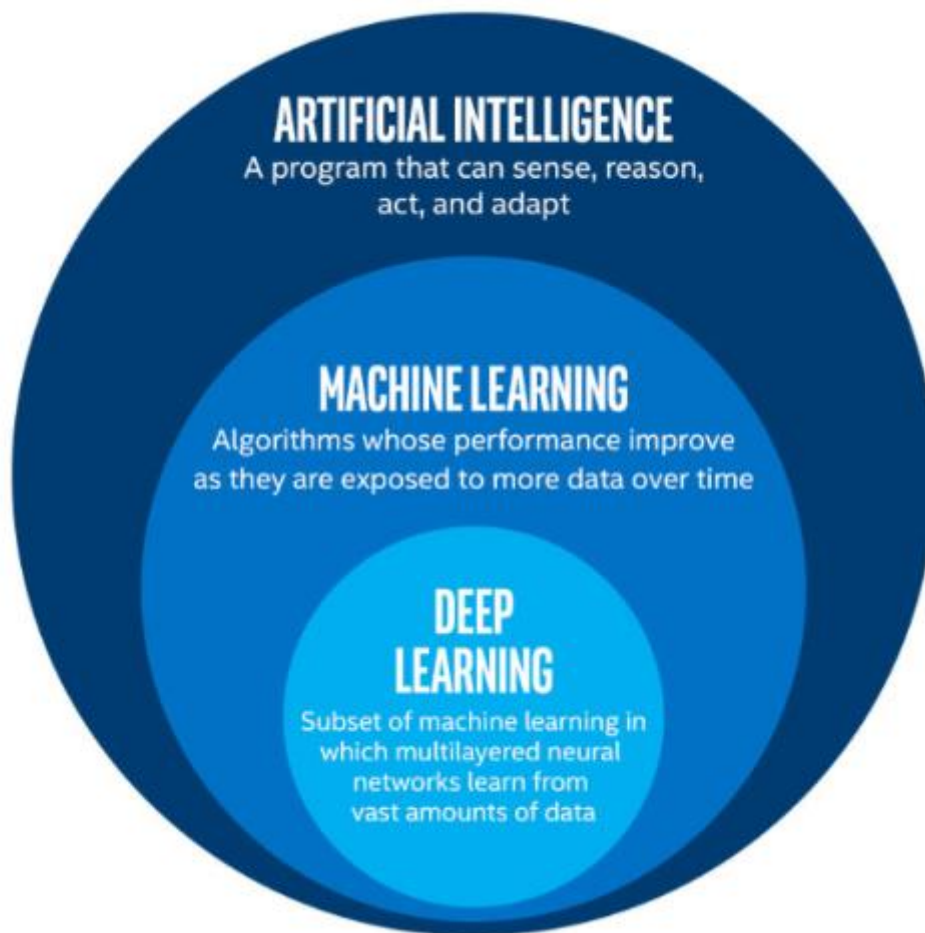 ARTIFICIAL INTELLIGENCE
A program that can sense, reason,
act, and adapt
MACHINE LEARNING
Algorithms whose performance improve
as they are exposed to more data over time
DEEP
LEARNING
Subset of machine learning in
which multilayered neural
networks learn from
vast amounts of data